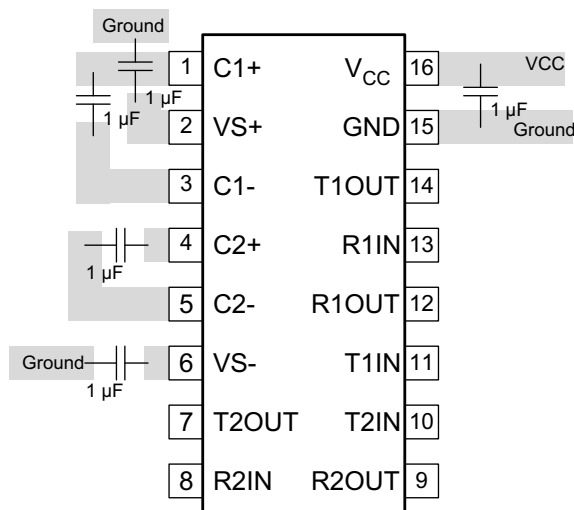 Ground
1 C1+ VCC 16 VCC
1 µF
1 µF
1 µF
2 VS+ GND 15 Ground
3 C1- T1OUT 14
4 C2+ R1IN 13
1 µF
5 C2- R1OUT 12
Ground 6 VS- T1IN 11
1 µF
7 T2OUT T2IN 10
8 R2IN R2OUT 9